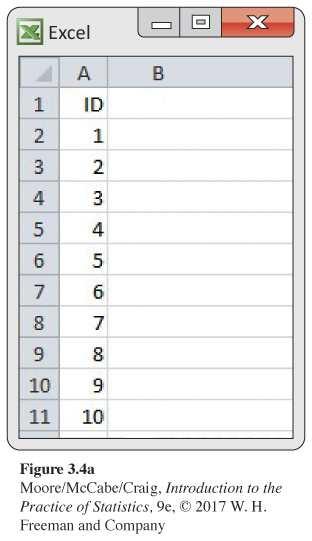 Excel
A B
1 ID
2 1
3 2
4 3
5 4
6 5
7 6
8 7
9 8
10 9
11 10
Figure 3.4a
Moore/McCabe/Craig, Introduction to the
Practice of Statistics, 9e, © 2017 W. H.
Freeman and Company